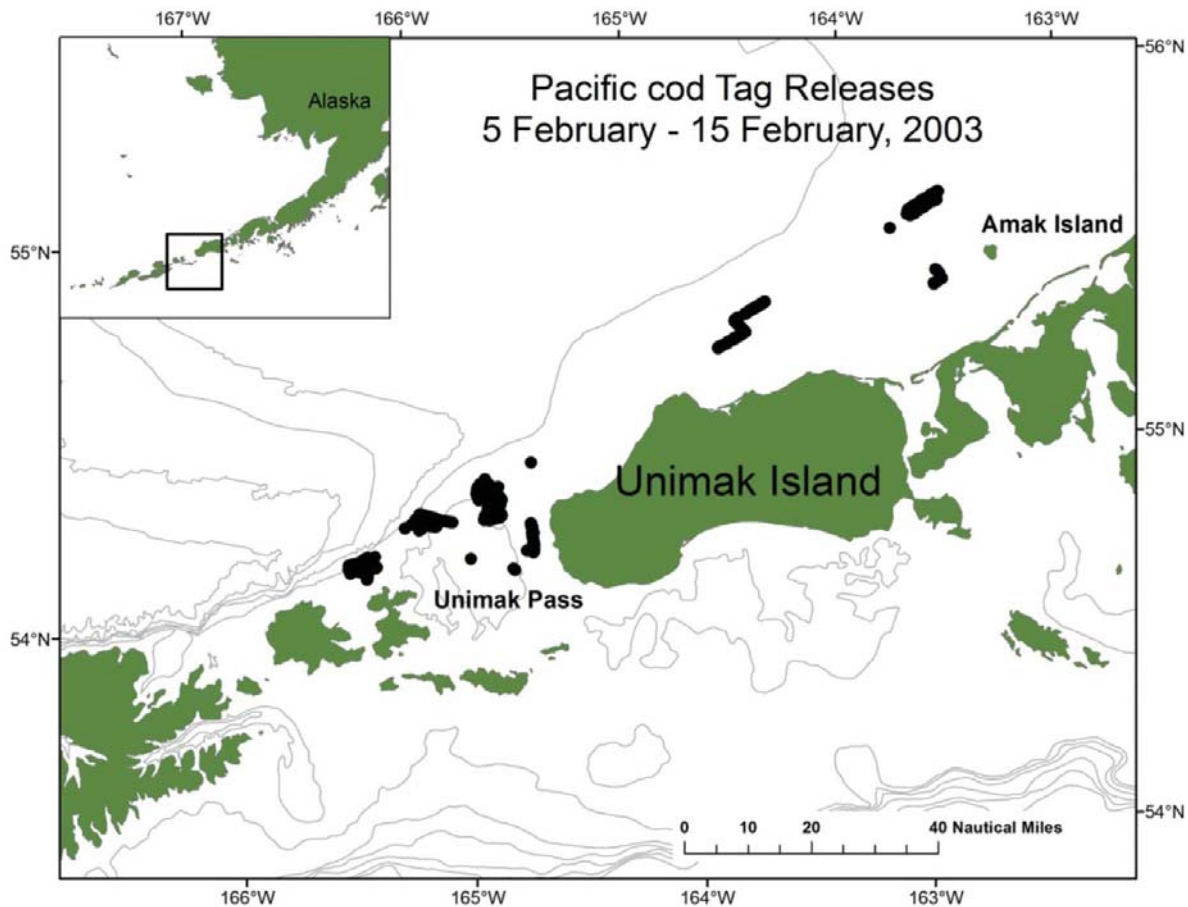 167°W 166°W 165°W 164°W 163°W
56°N
Pacific cod Tag Releases
5 February - 15 February, 2003
Alaska
Amak Island
55°N
55°N
Unimak Island
Unimak Pass
54°N
54°N
0 10 20 40 Nautical Miles
166°W 165°W 164°W 163°W